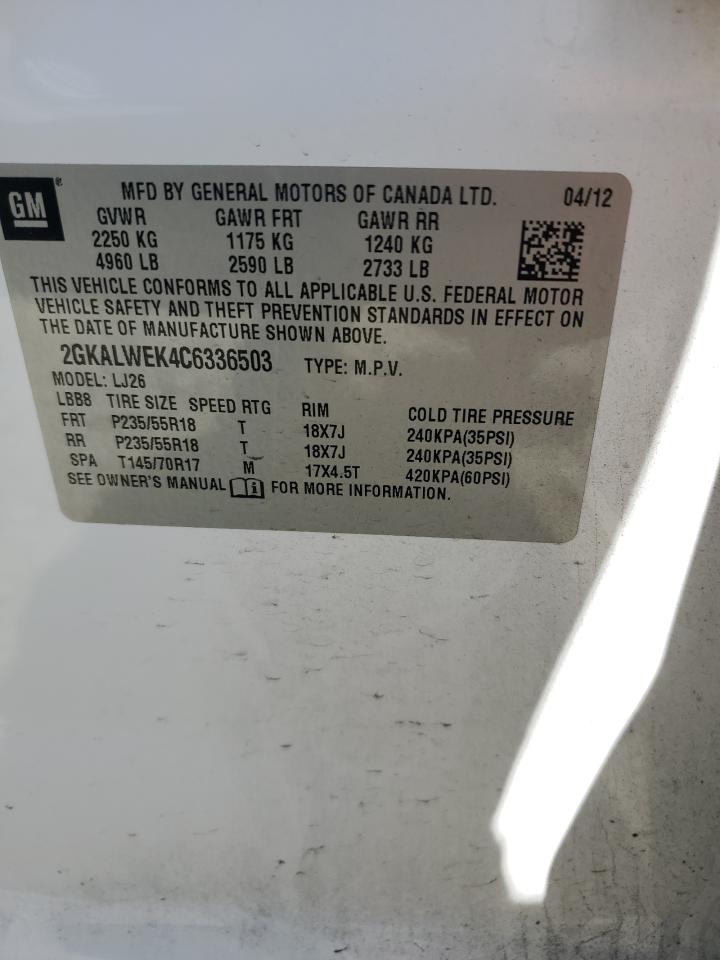 GM® MFD BY GENERAL MOTORS OF CANADA LTD. 04/12
GVWR GAWR FRT GAWR RR
2250 KG 1175 KG 1240 KG
4960 LB 2590 LB 2733 LB
THIS VEHICLE CONFORMS TO ALL APPLICABLE U.S. FEDERAL MOTOR
VEHICLE SAFETY AND THEFT PREVENTION STANDARDS IN EFFECT ON
THE DATE OF MANUFACTURE SHOWN ABOVE.
2GKALWEK4C6336503 TYPE: M.P.V.
MODEL: LJ26
LBB8 TIRE SIZE SPEED RTG RIM COLD TIRE PRESSURE
FRT P235/55R18 T 18X7J 240KPA(35PSI)
RR P235/55R18 T 18X7J 240KPA(35PSI)
SPA T145/70R17 M 17X4.5T 420KPA(60PSI)
SEE OWNER'S MANUAL FOR MORE INFORMATION.